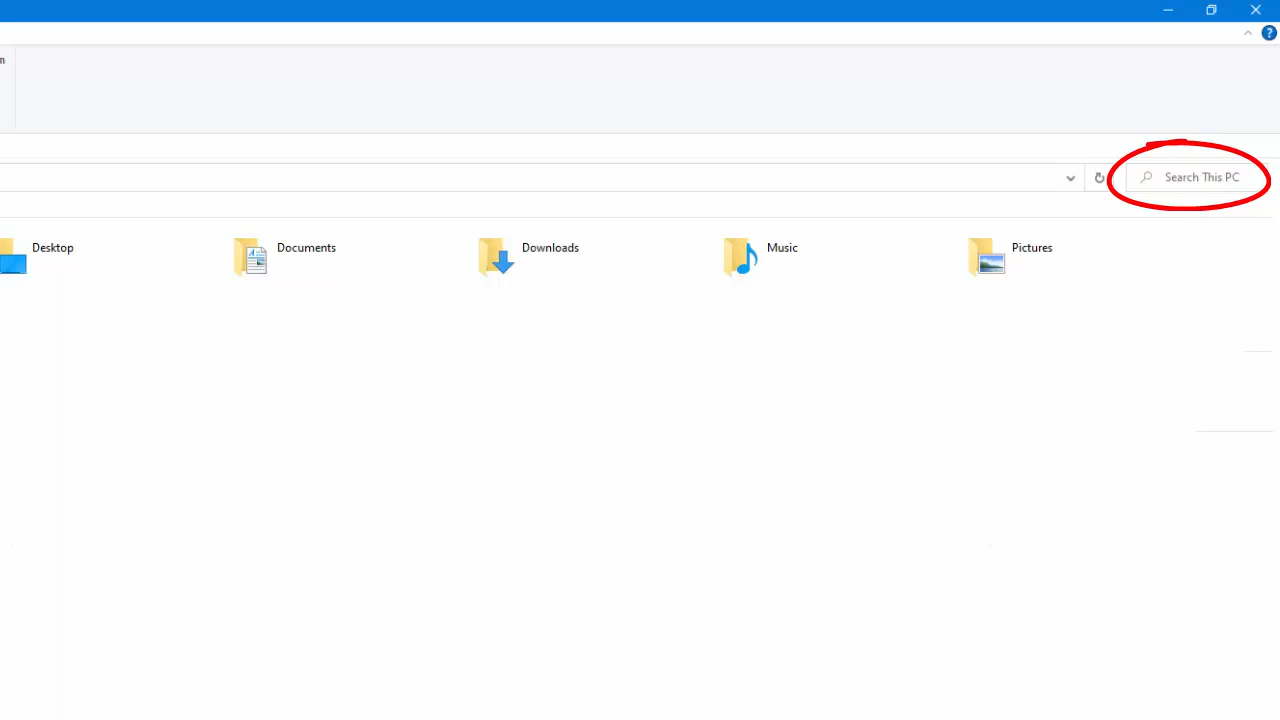 ?
Search This PC
Desktop
Documents
Downloads
Music
Pictures